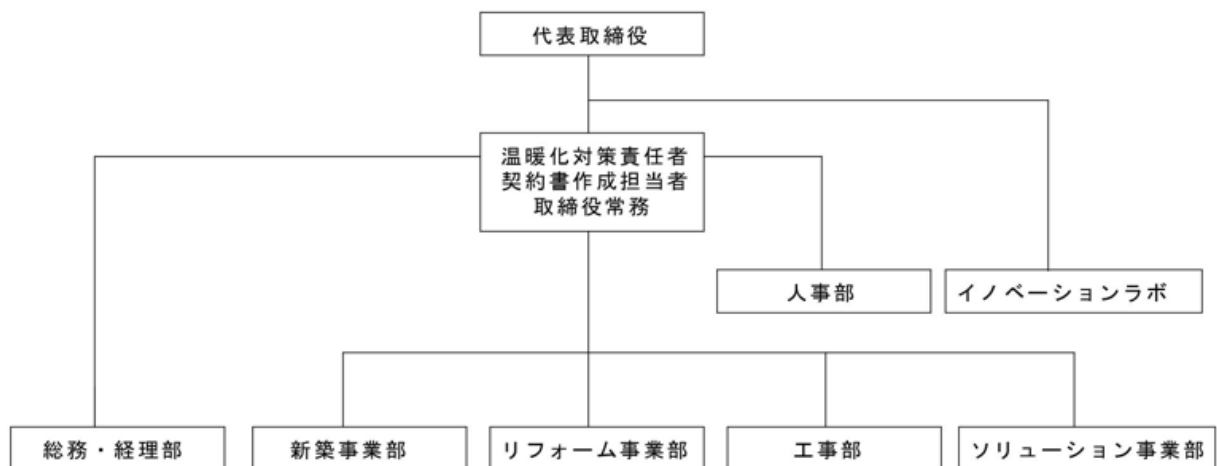 代表取締役
温暖化対策責任者
契約書作成担当者
取締役常務
人事部
イノベーションラボ
総務・経理部
新築事業部
リフォーム事業部
工事部
ソリューション事業部